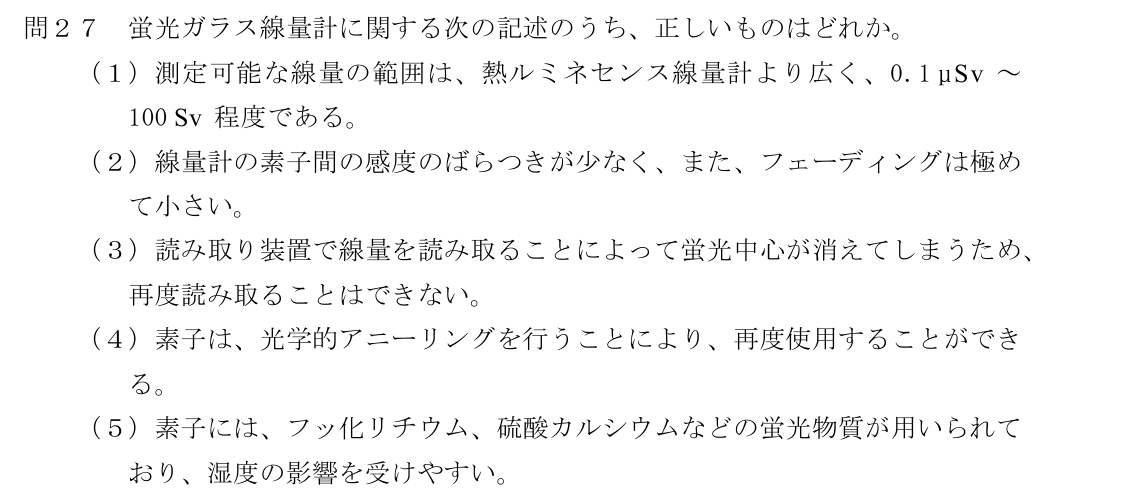 問２７　蛍光ガラス線量計に関する次の記述のうち、正しいものはどれか。
（１）測定可能な線量の範囲は、熱ルミネセンス線量計より広く、0.1 µSv ～
100 Sv 程度である。
（２）線量計の素子間の感度のばらつきが少なく、また、フェーディングは極め
て小さい。
（３）読み取り装置で線量を読み取ることによって蛍光中心が消えてしまうため、
再度読み取ることはできない。
（４）素子は、光学的アニーリングを行うことにより、再度使用することができ
る。
（５）素子には、フッ化リチウム、硫酸カルシウムなどの蛍光物質が用いられて
おり、湿度の影響を受けやすい。